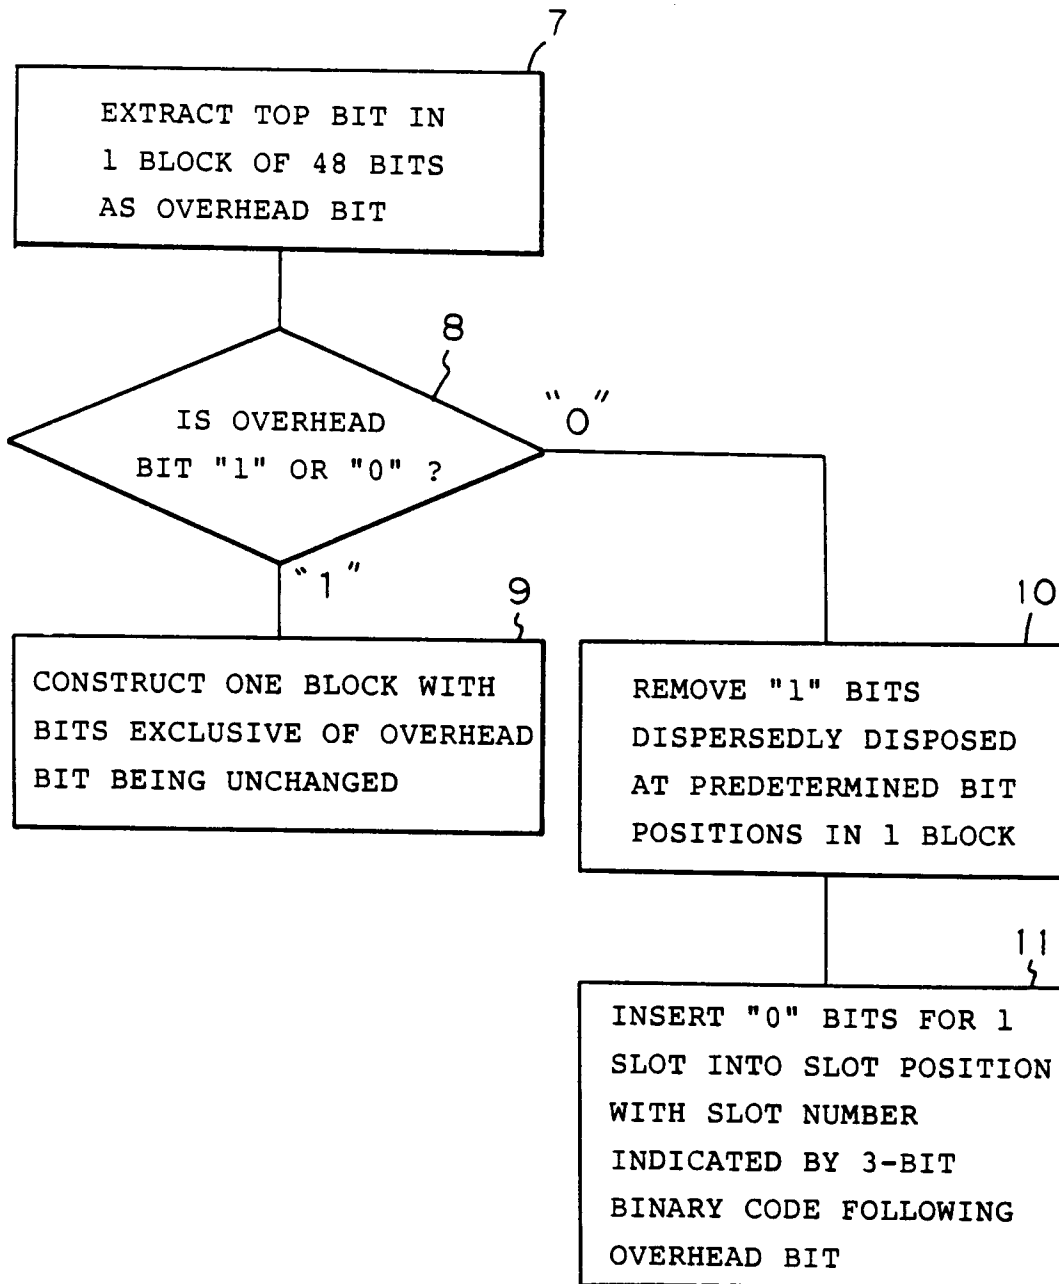 7
EXTRACT TOP BIT IN
1 BLOCK OF 48 BITS
AS OVERHEAD BIT
8
IS OVERHEAD
BIT "1" OR "0" ?
"0"
"1"
9
CONSTRUCT ONE BLOCK WITH
BITS EXCLUSIVE OF OVERHEAD
BIT BEING UNCHANGED
10
REMOVE "1" BITS
DISPERSEDLY DISPOSED
AT PREDETERMINED BIT
POSITIONS IN 1 BLOCK
11
INSERT "0" BITS FOR 1
SLOT INTO SLOT POSITION
WITH SLOT NUMBER
INDICATED BY 3-BIT
BINARY CODE FOLLOWING
OVERHEAD BIT